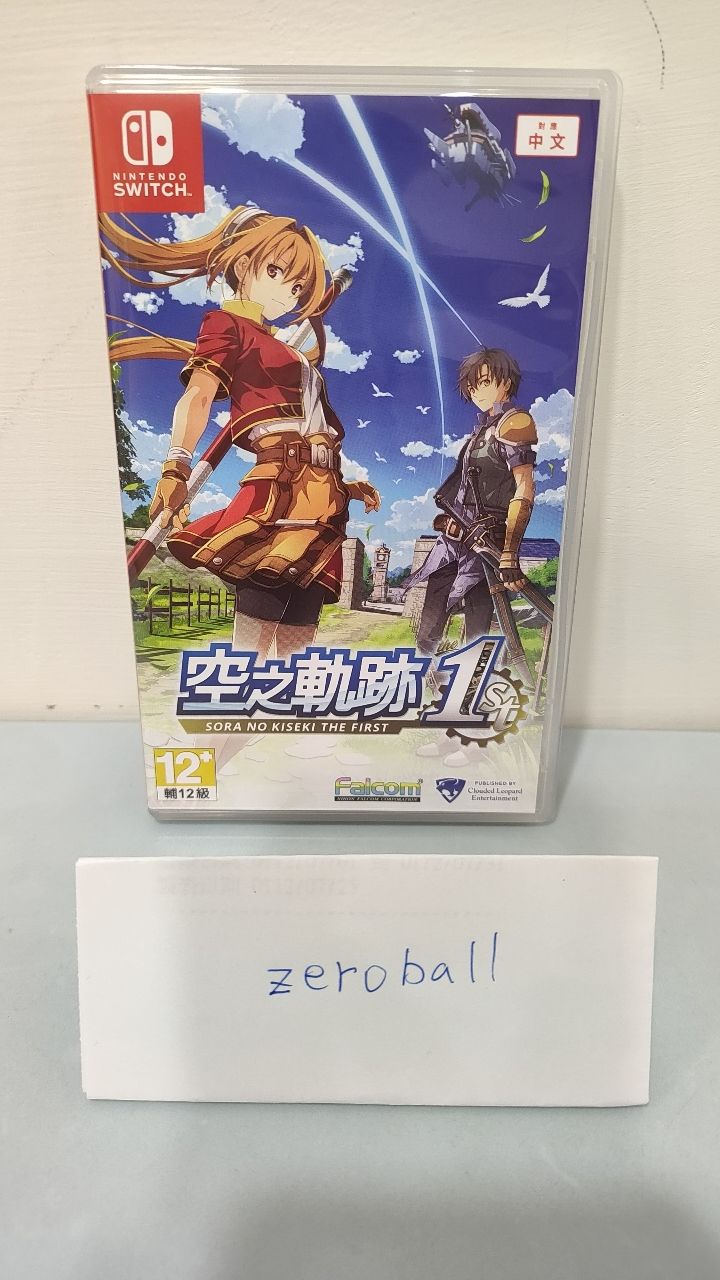 NINTENDO
SWITCH
對應
中文
空之軌跡 the 1st
SORA NO KISEKI THE FIRST
12+
輔12級
Falcom
NIHON FALCOM CORPORATION
PUBLISHED BY
Clouded Leopard
Entertainment
zeroball